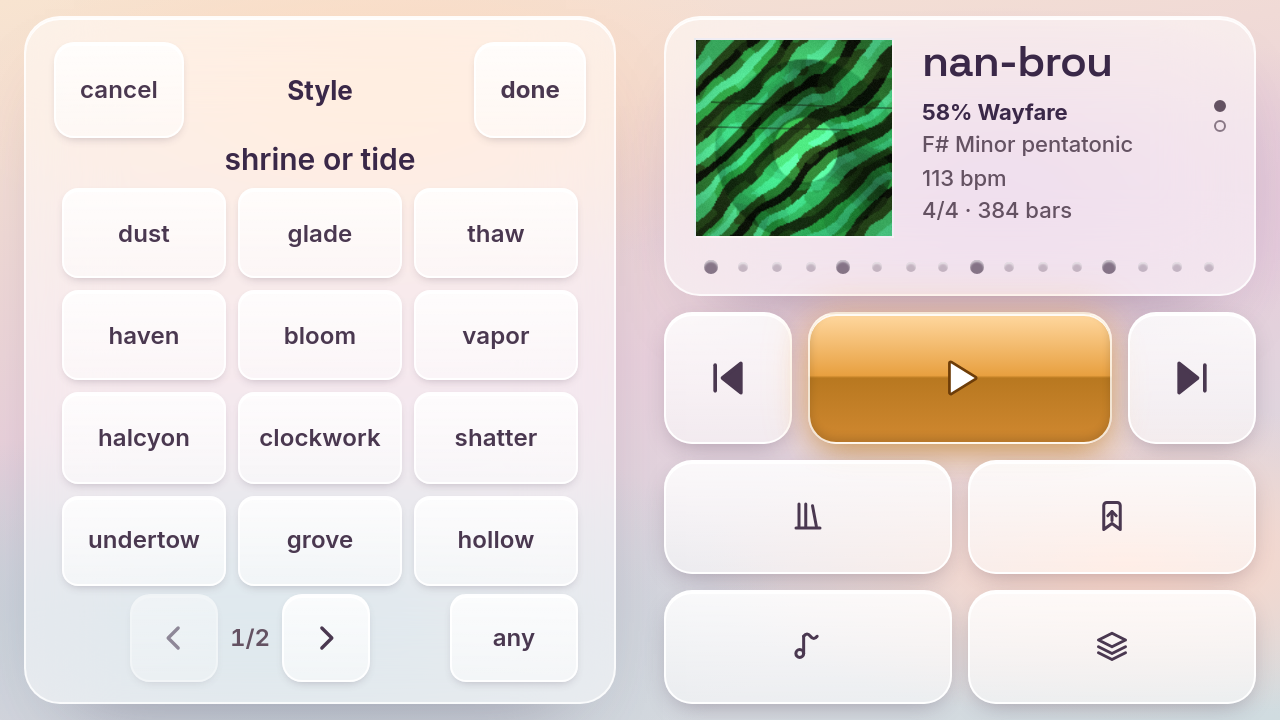 cancel
Style
done
shrine or tide
dust
glade
thaw
haven
bloom
vapor
halcyon
clockwork
shatter
undertow
grove
hollow
1/2
any
nan-brou
58% Wayfare
F# Minor pentatonic
113 bpm
4/4 · 384 bars